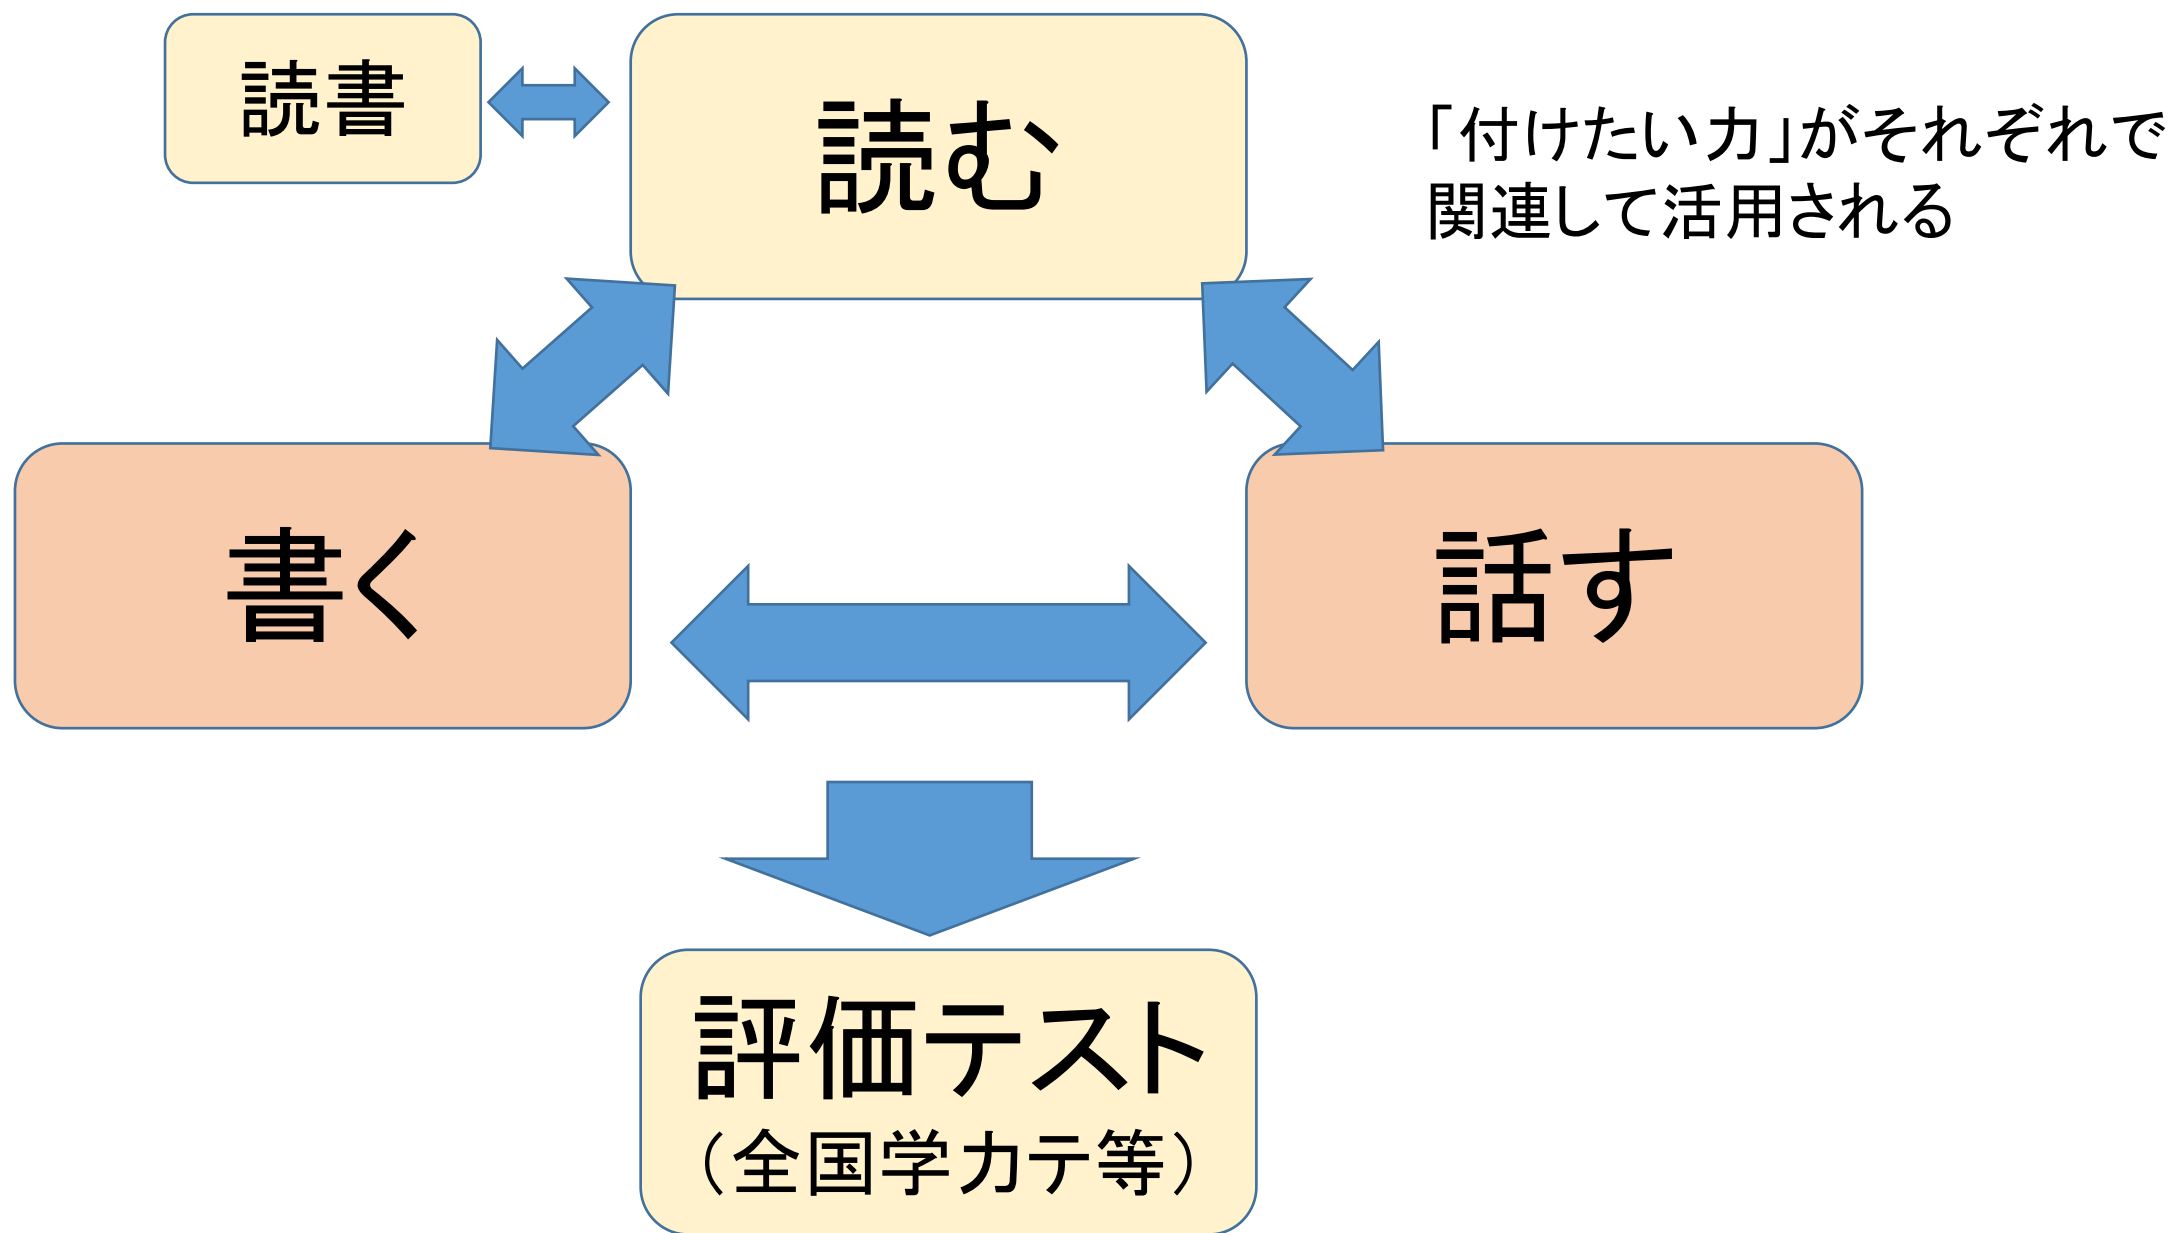 読書
読む
「付けたい力」がそれぞれで
関連して活用される
書く
話す
評価テスト
（全国学力テ等）